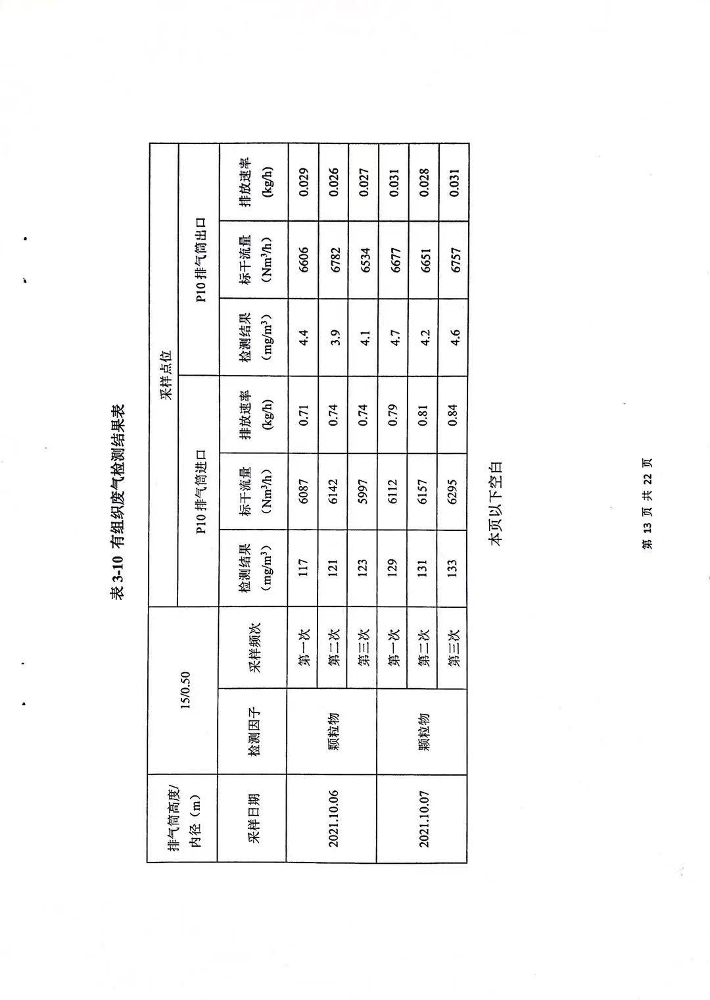 表 3-10 有组织废气检测结果表
排气筒高度/
内径（m）
15/0.50
采样点位
P10 排气筒进口
P10 排气筒出口
采样日期
检测因子
采样频次
检测结果
（mg/m³）
标干流量
（Nm³/h）
排放速率
(kg/h)
检测结果
（mg/m³）
标干流量
（Nm³/h）
排放速率
(kg/h)
2021.10.06
颗粒物
第一次 117 6087 0.71 4.4 6606 0.029
第二次 121 6142 0.74 3.9 6782 0.026
第三次 123 5997 0.74 4.1 6534 0.027
2021.10.07
颗粒物
第一次 129 6112 0.79 4.7 6677 0.031
第二次 131 6157 0.81 4.2 6651 0.028
第三次 133 6295 0.84 4.6 6757 0.031
本页以下空白
第 13 页 共 22 页